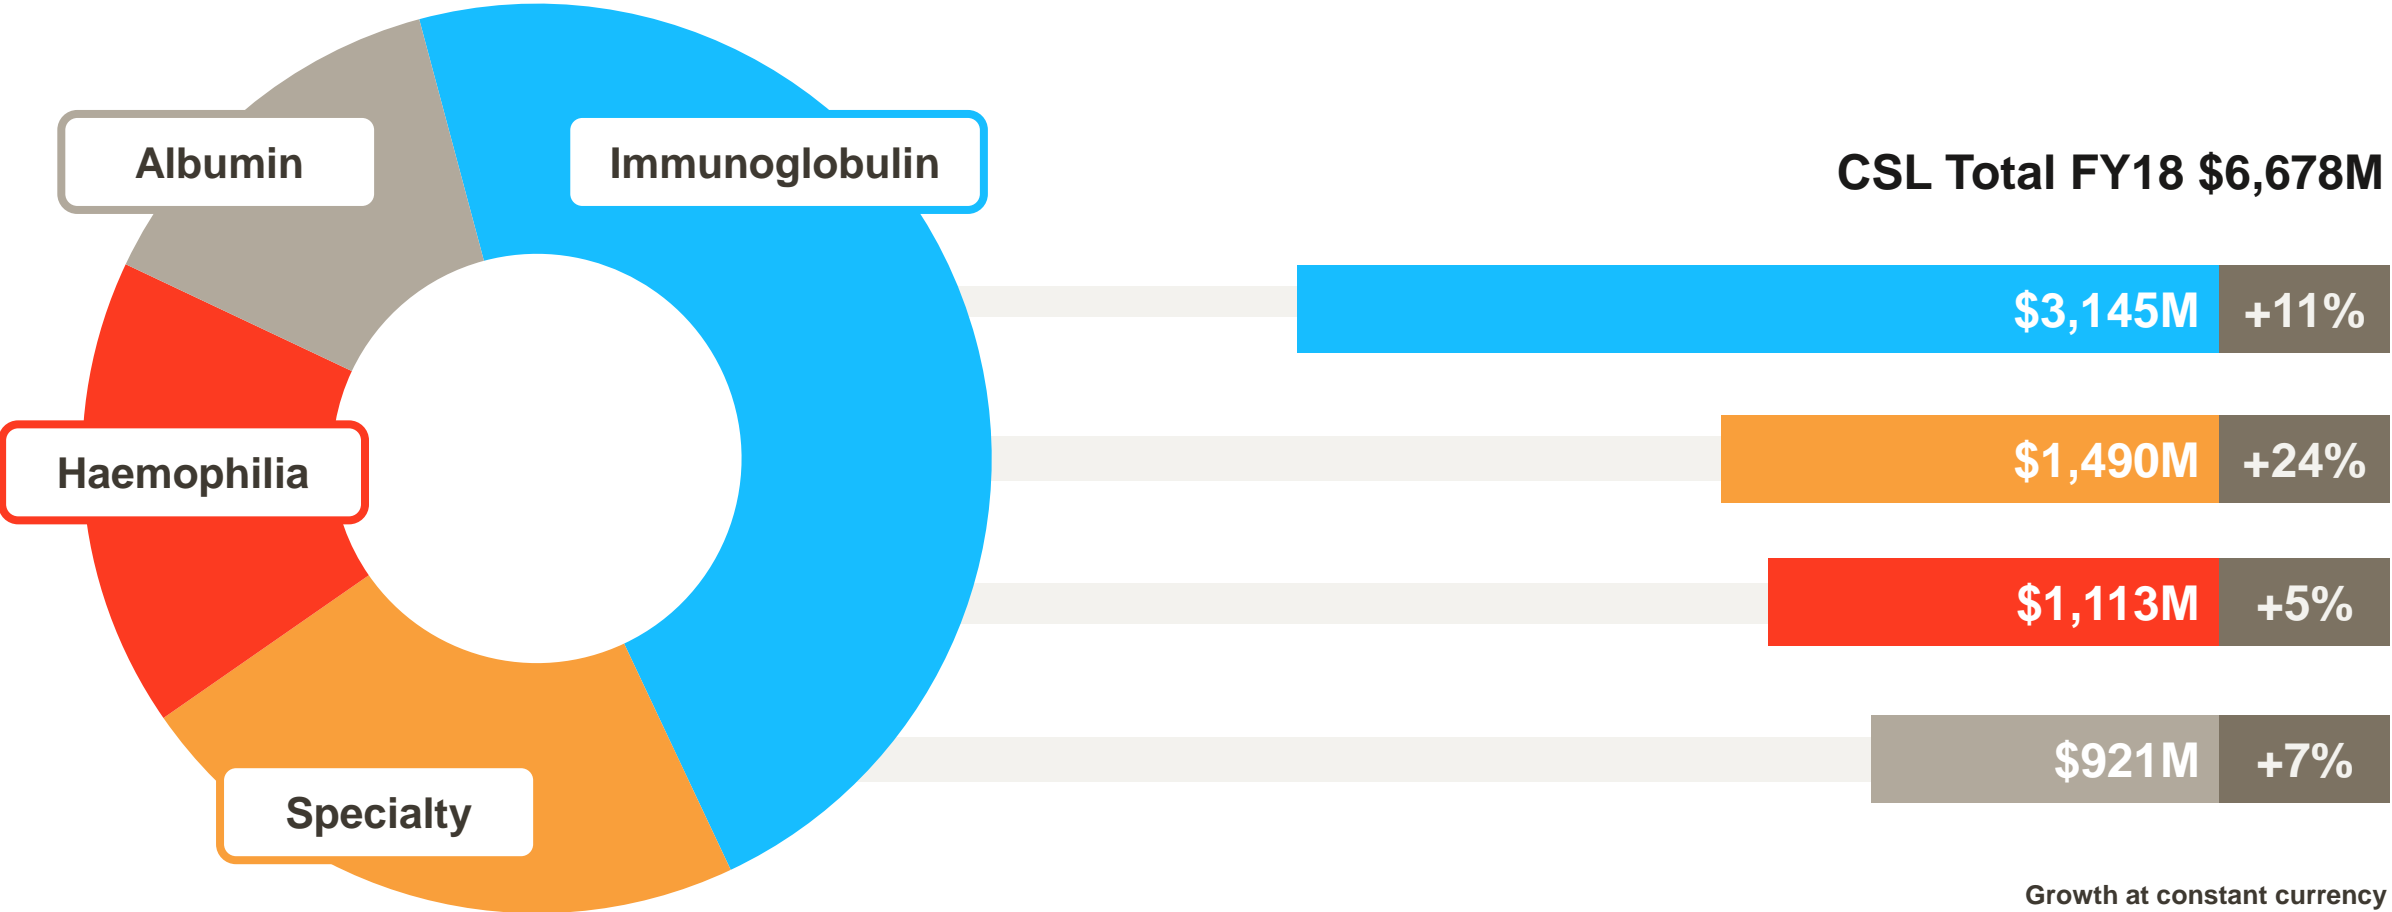 Albumin
Immunoglobulin
Haemophilia
Specialty
CSL Total FY18 $6,678M
$3,145M +11%
$1,490M +24%
$1,113M +5%
$921M +7%
Growth at constant currency